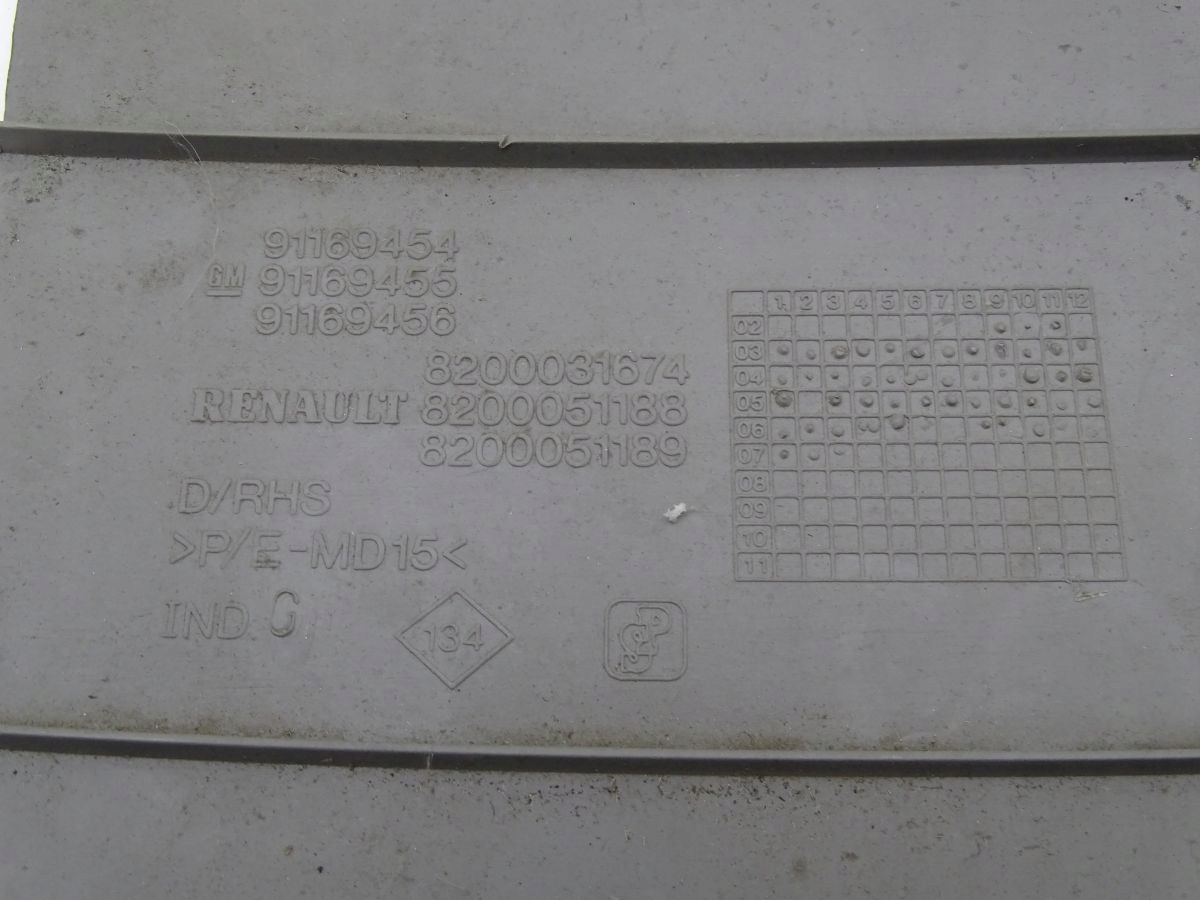 91169454
GM 91169455
91169456
8200031674
RENAULT 8200051188
8200051189
D/RHS
>P/E-MD15<
IND. G
134
1 2 3 4 5 6 7 8 9 10 11 12
02
03
04
05
06
07
08
09
10
11